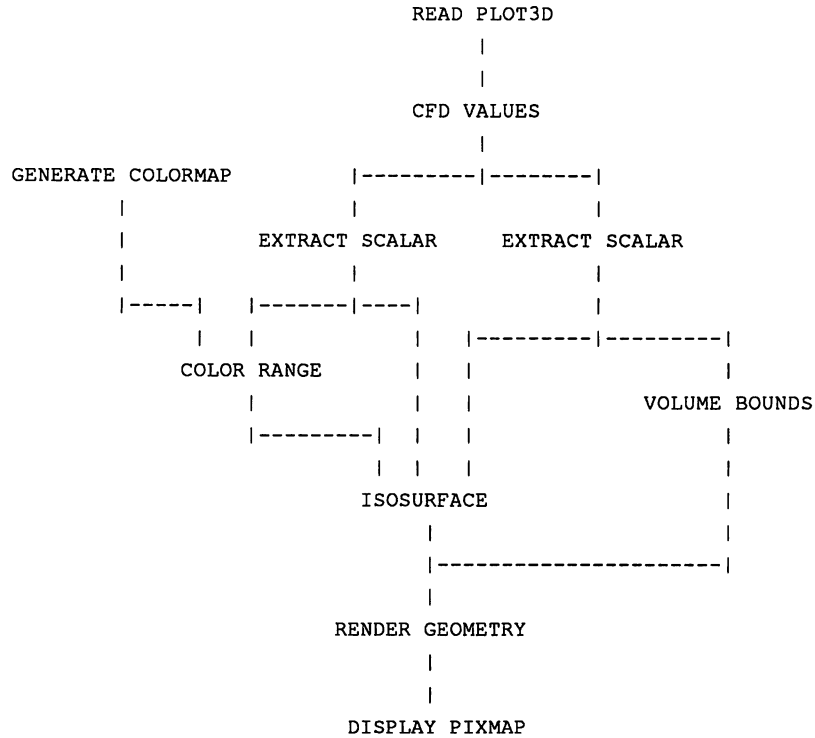 READ PLOT3D
CFD VALUES
GENERATE COLORMAP
EXTRACT SCALAR EXTRACT SCALAR
COLOR RANGE
VOLUME BOUNDS
ISOSURFACE
RENDER GEOMETRY
DISPLAY PIXMAP